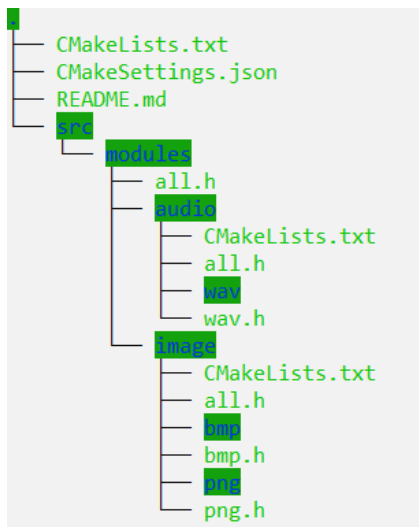 .
├── CMakeLists.txt
├── CMakeSettings.json
├── README.md
└── src
    └── modules
        ├── all.h
        ├── audio
        │   ├── CMakeLists.txt
        │   ├── all.h
        │   ├── wav
        │   └── wav.h
        └── image
            ├── CMakeLists.txt
            ├── all.h
            ├── bmp
            ├── bmp.h
            ├── png
            └── png.h